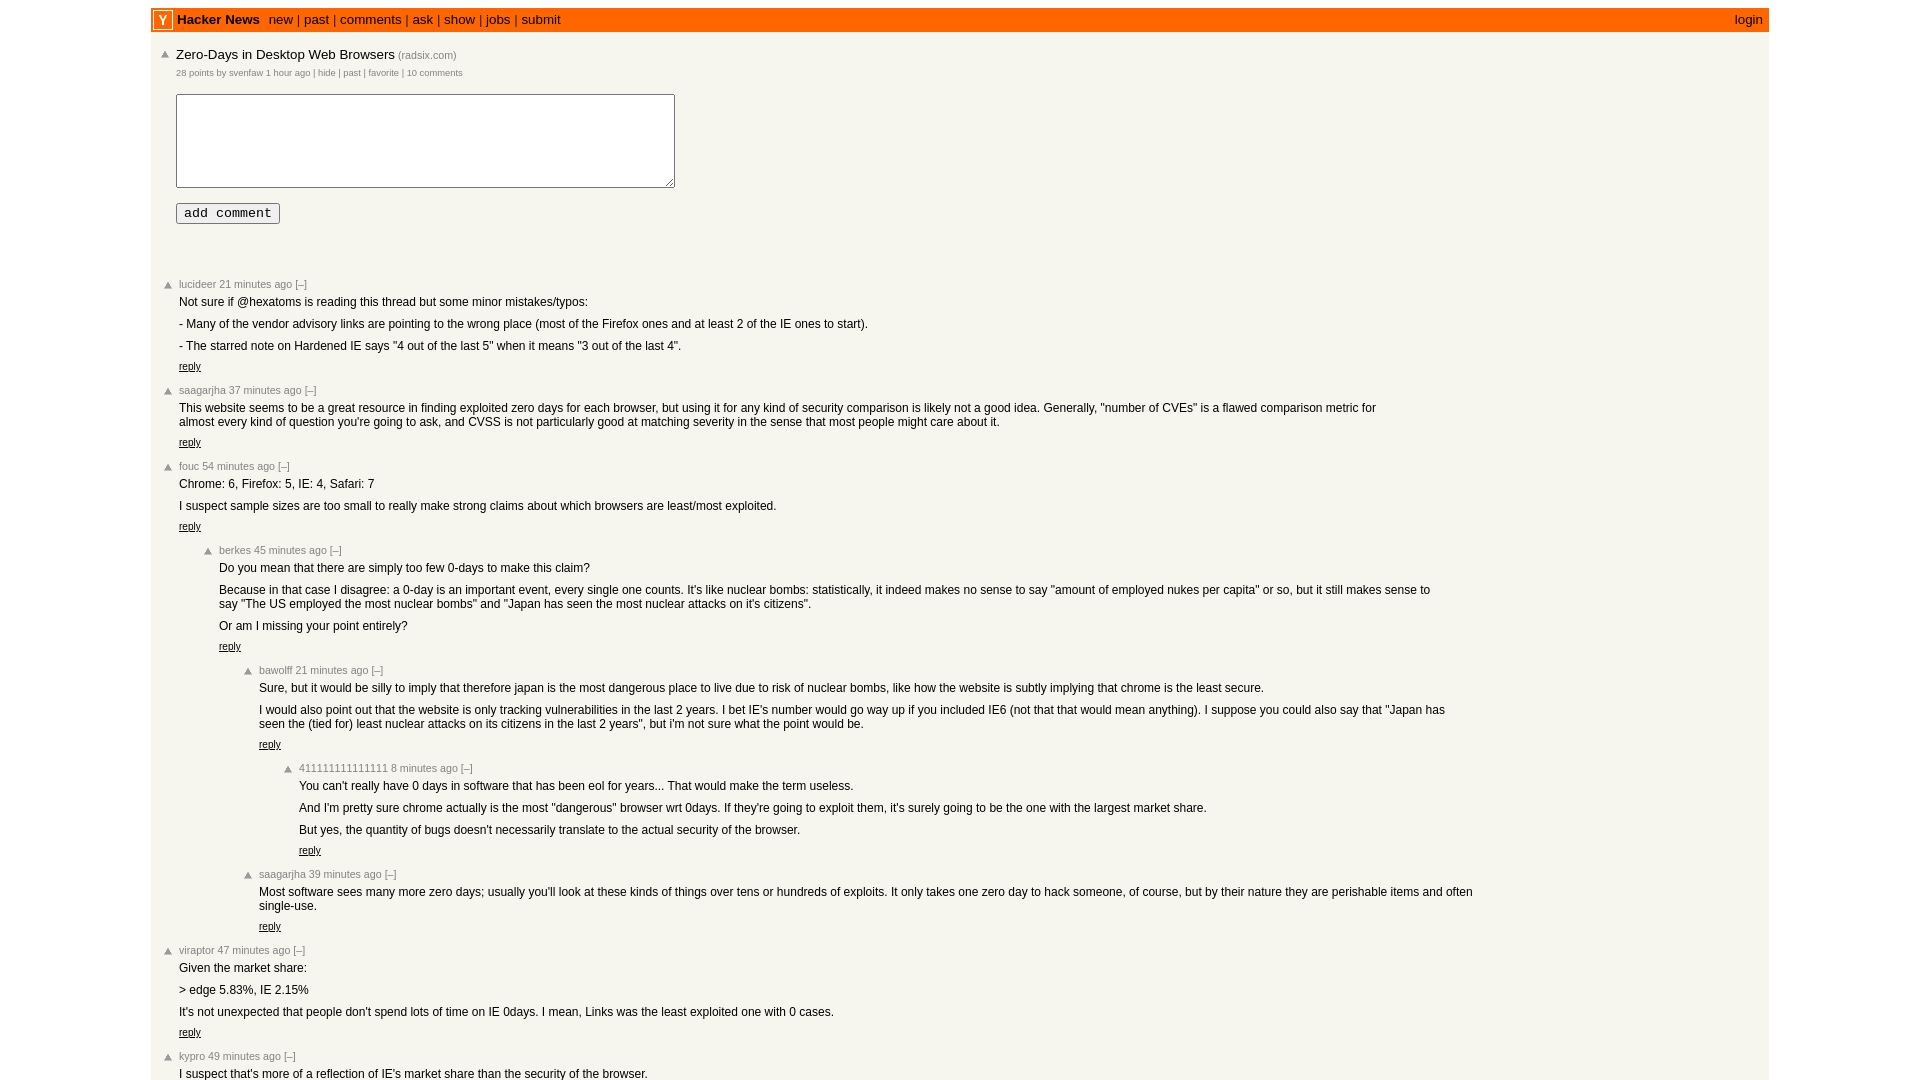 Y Hacker News new | past | comments | ask | show | jobs | submit login
Zero-Days in Desktop Web Browsers (radsix.com)
28 points by svenfaw 1 hour ago | hide | past | favorite | 10 comments
add comment
lucideer 21 minutes ago [–]
Not sure if @hexatoms is reading this thread but some minor mistakes/typos:
- Many of the vendor advisory links are pointing to the wrong place (most of the Firefox ones and at least 2 of the IE ones to start).
- The starred note on Hardened IE says "4 out of the last 5" when it means "3 out of the last 4".
reply
saagarjha 37 minutes ago [–]
This website seems to be a great resource in finding exploited zero days for each browser, but using it for any kind of security comparison is likely not a good idea. Generally, "number of CVEs" is a flawed comparison metric for
almost every kind of question you're going to ask, and CVSS is not particularly good at matching severity in the sense that most people might care about it.
reply
fouc 54 minutes ago [–]
Chrome: 6, Firefox: 5, IE: 4, Safari: 7
I suspect sample sizes are too small to really make strong claims about which browsers are least/most exploited.
reply
berkes 45 minutes ago [–]
Do you mean that there are simply too few 0-days to make this claim?
Because in that case I disagree: a 0-day is an important event, every single one counts. It's like nuclear bombs: statistically, it indeed makes no sense to say "amount of employed nukes per capita" or so, but it still makes sense to
say "The US employed the most nuclear bombs" and "Japan has seen the most nuclear attacks on it's citizens".
Or am I missing your point entirely?
reply
bawolff 21 minutes ago [–]
Sure, but it would be silly to imply that therefore japan is the most dangerous place to live due to risk of nuclear bombs, like how the website is subtly implying that chrome is the least secure.
I would also point out that the website is only tracking vulnerabilities in the last 2 years. I bet IE's number would go way up if you included IE6 (not that that would mean anything). I suppose you could also say that "Japan has
seen the (tied for) least nuclear attacks on its citizens in the last 2 years", but i'm not sure what the point would be.
reply
411111111111111 8 minutes ago [–]
You can't really have 0 days in software that has been eol for years... That would make the term useless.
And I'm pretty sure chrome actually is the most "dangerous" browser wrt 0days. If they're going to exploit them, it's surely going to be the one with the largest market share.
But yes, the quantity of bugs doesn't necessarily translate to the actual security of the browser.
reply
saagarjha 39 minutes ago [–]
Most software sees many more zero days; usually you'll look at these kinds of things over tens or hundreds of exploits. It only takes one zero day to hack someone, of course, but by their nature they are perishable items and often
single-use.
reply
viraptor 47 minutes ago [–]
Given the market share:
> edge 5.83%, IE 2.15%
It's not unexpected that people don't spend lots of time on IE 0days. I mean, Links was the least exploited one with 0 cases.
reply
kypro 49 minutes ago [–]
I suspect that's more of a reflection of IE's market share than the security of the browser.